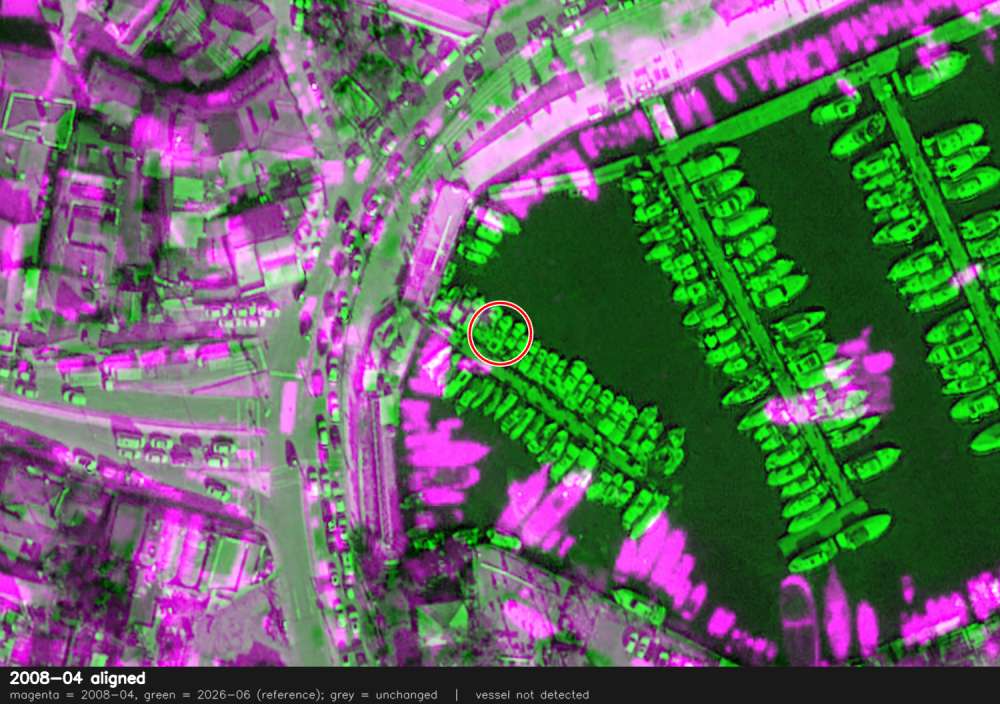 2008-04 aligned
magenta = 2008-04, green = 2026-06 (reference); grey = unchanged | vessel not detected